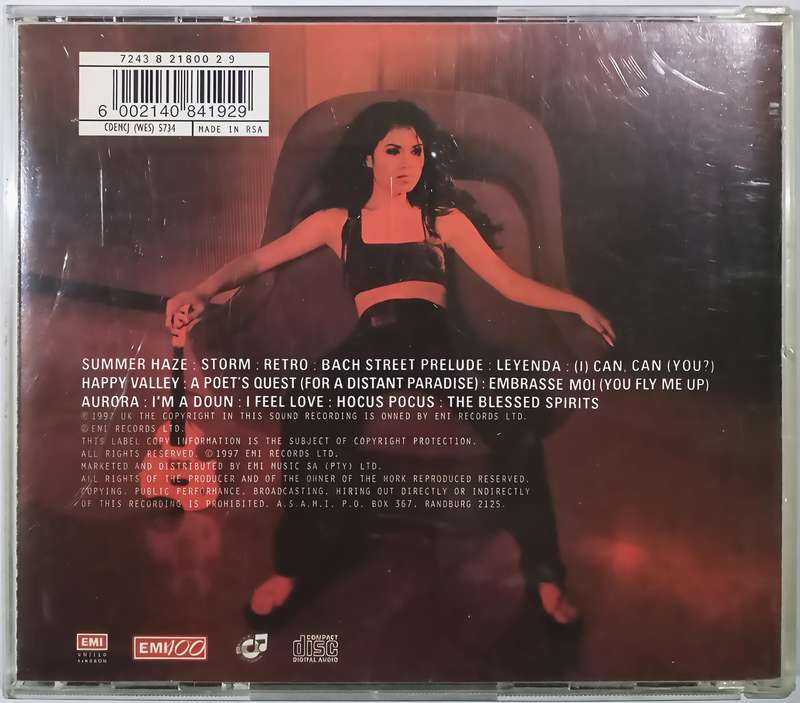 7243 8 21800 2 9
6 002140 841929
CDEMCJ (WES) 5734 MADE IN RSA
SUMMER HAZE : STORM : RETRO : BACH STREET PRELUDE : LEYENDA : (I) CAN, CAN (YOU?)
HAPPY VALLEY : A POET'S QUEST (FOR A DISTANT PARADISE) : EMBRASSE MOI (YOU FLY ME UP)
AURORA : I'M A DOUN : I FEEL LOVE : HOCUS POCUS : THE BLESSED SPIRITS
℗1997 UK THE COPYRIGHT IN THIS SOUND RECORDING IS OWNED BY EMI RECORDS LTD.
©EMI RECORDS LTD.
THIS LABEL COPY INFORMATION IS THE SUBJECT OF COPYRIGHT PROTECTION.
ALL RIGHTS RESERVED. ©1997 EMI RECORDS LTD.
MARKETED AND DISTRIBUTED BY EMI MUSIC SA (PTY) LTD.
ALL RIGHTS OF THE PRODUCER AND OF THE OWNER OF THE WORK REPRODUCED RESERVED.
COPYING, PUBLIC PERFORMANCE, BROADCASTING, HIRING OUT DIRECTLY OR INDIRECTLY
OF THIS RECORDING IS PROHIBITED. A.S.A.M.I. P.O. BOX 367, RANDBURG 2125.
EMI
UNITED
KINGDOM
EMI100
COMPACT
disc
DIGITAL AUDIO